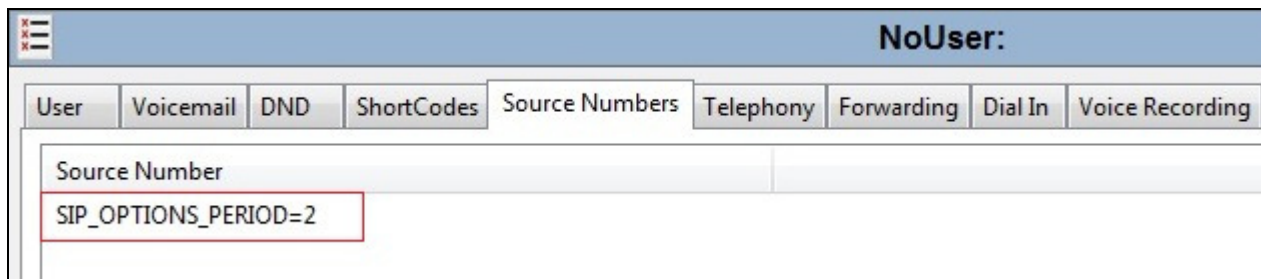 NoUser:
User Voicemail DND ShortCodes Source Numbers Telephony Forwarding Dial In Voice Recording
Source Number
SIP_OPTIONS_PERIOD=2